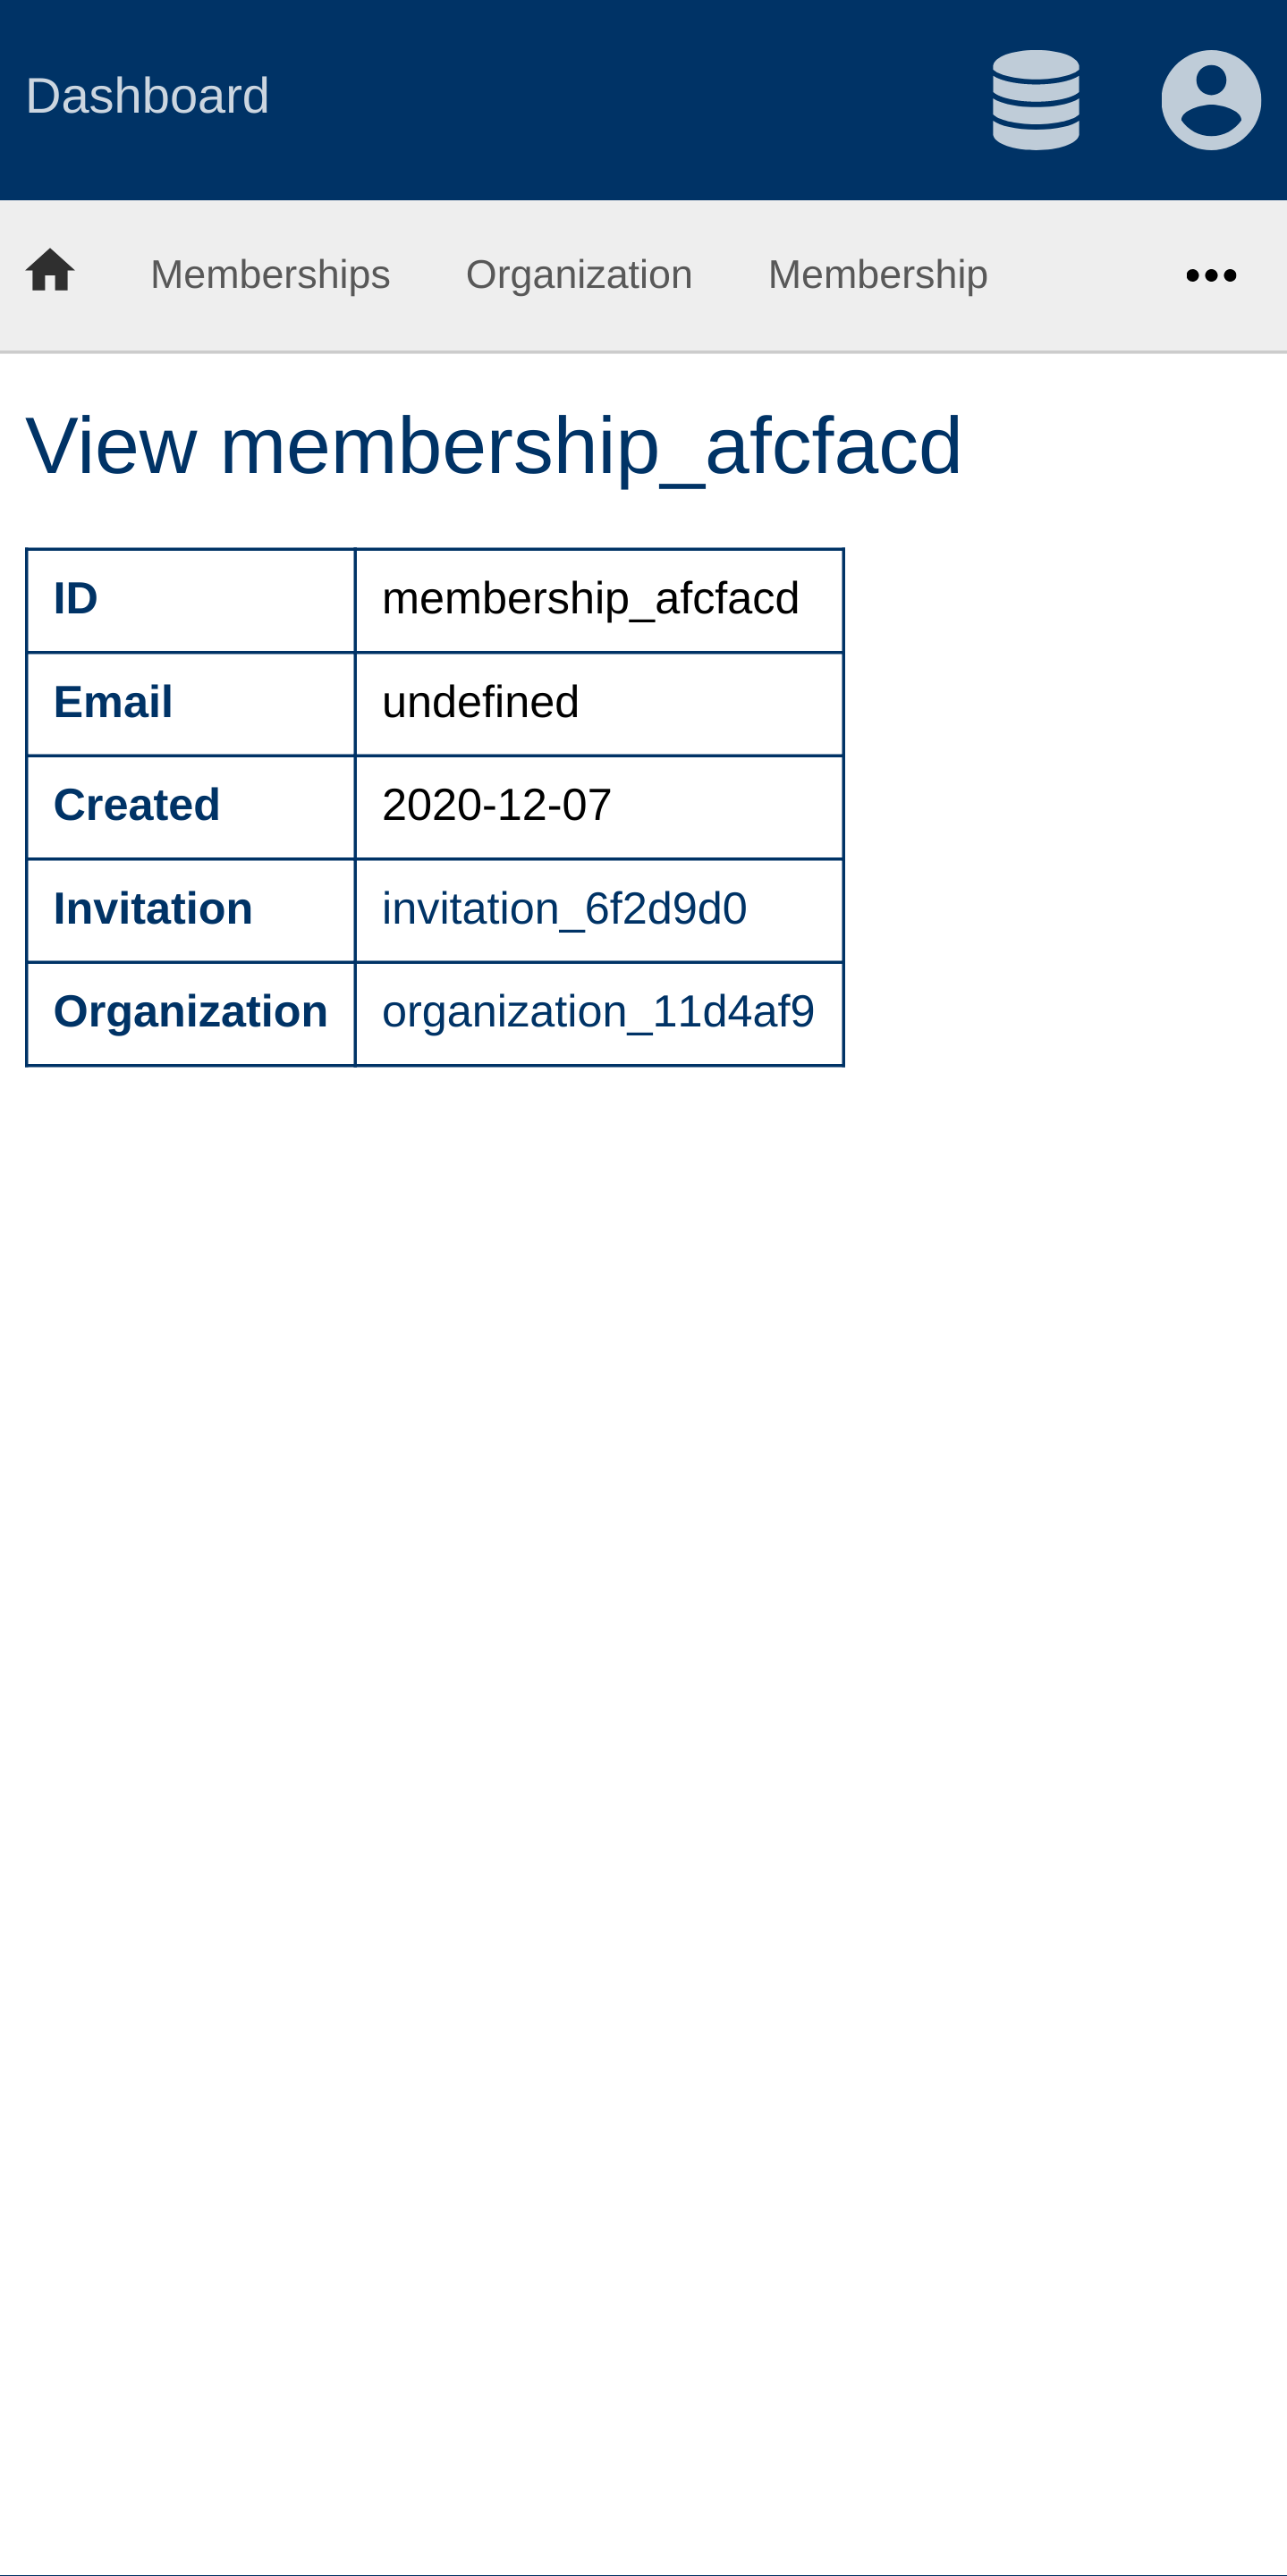 Dashboard
Memberships Organization Membership
View membership_afcfacd
ID membership_afcfacd
Email undefined
Created 2020-12-07
Invitation invitation_6f2d9d0
Organization organization_11d4af9